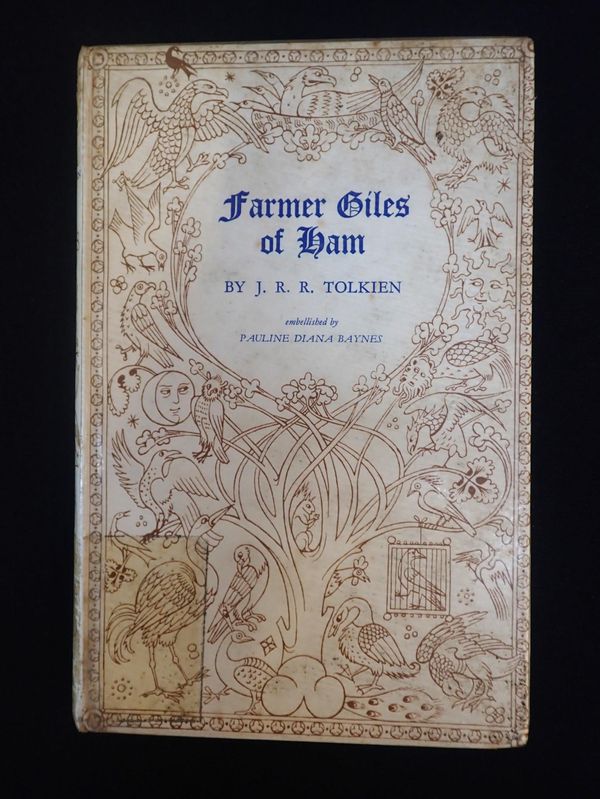 Farmer Giles
of Ham
BY J. R. R. TOLKIEN
embellished by
PAULINE DIANA BAYNES